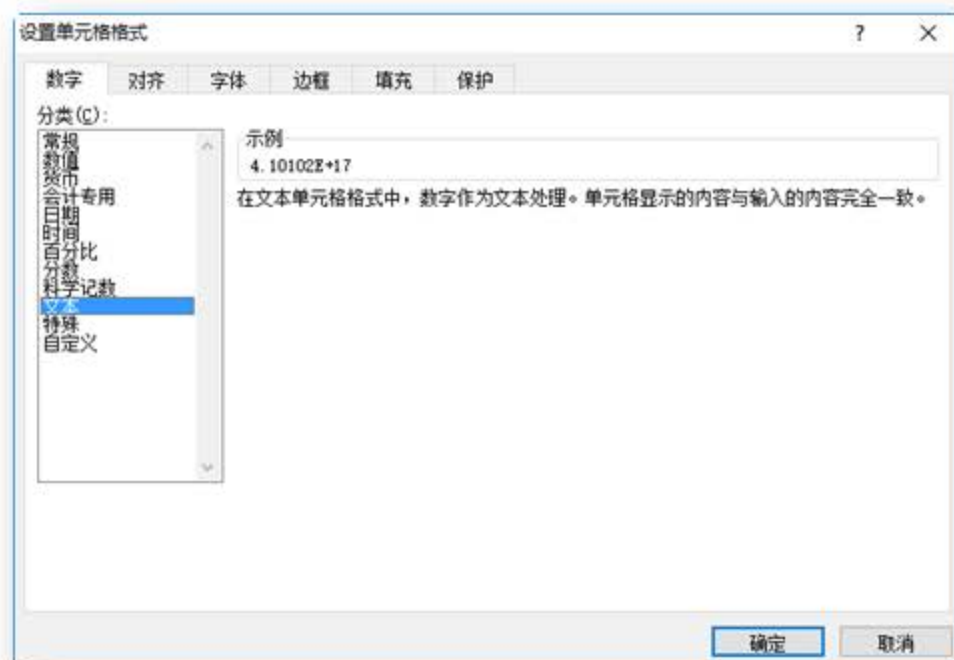 设置单元格格式 ? ×
数字 对齐 字体 边框 填充 保护
分类(C):
常规
数值
货币
会计专用
日期
时间
百分比
分数
科学记数
文本
特殊
自定义
示例
4.10102E+17
在文本单元格格式中，数字作为文本处理。单元格显示的内容与输入的内容完全一致。
确定 取消